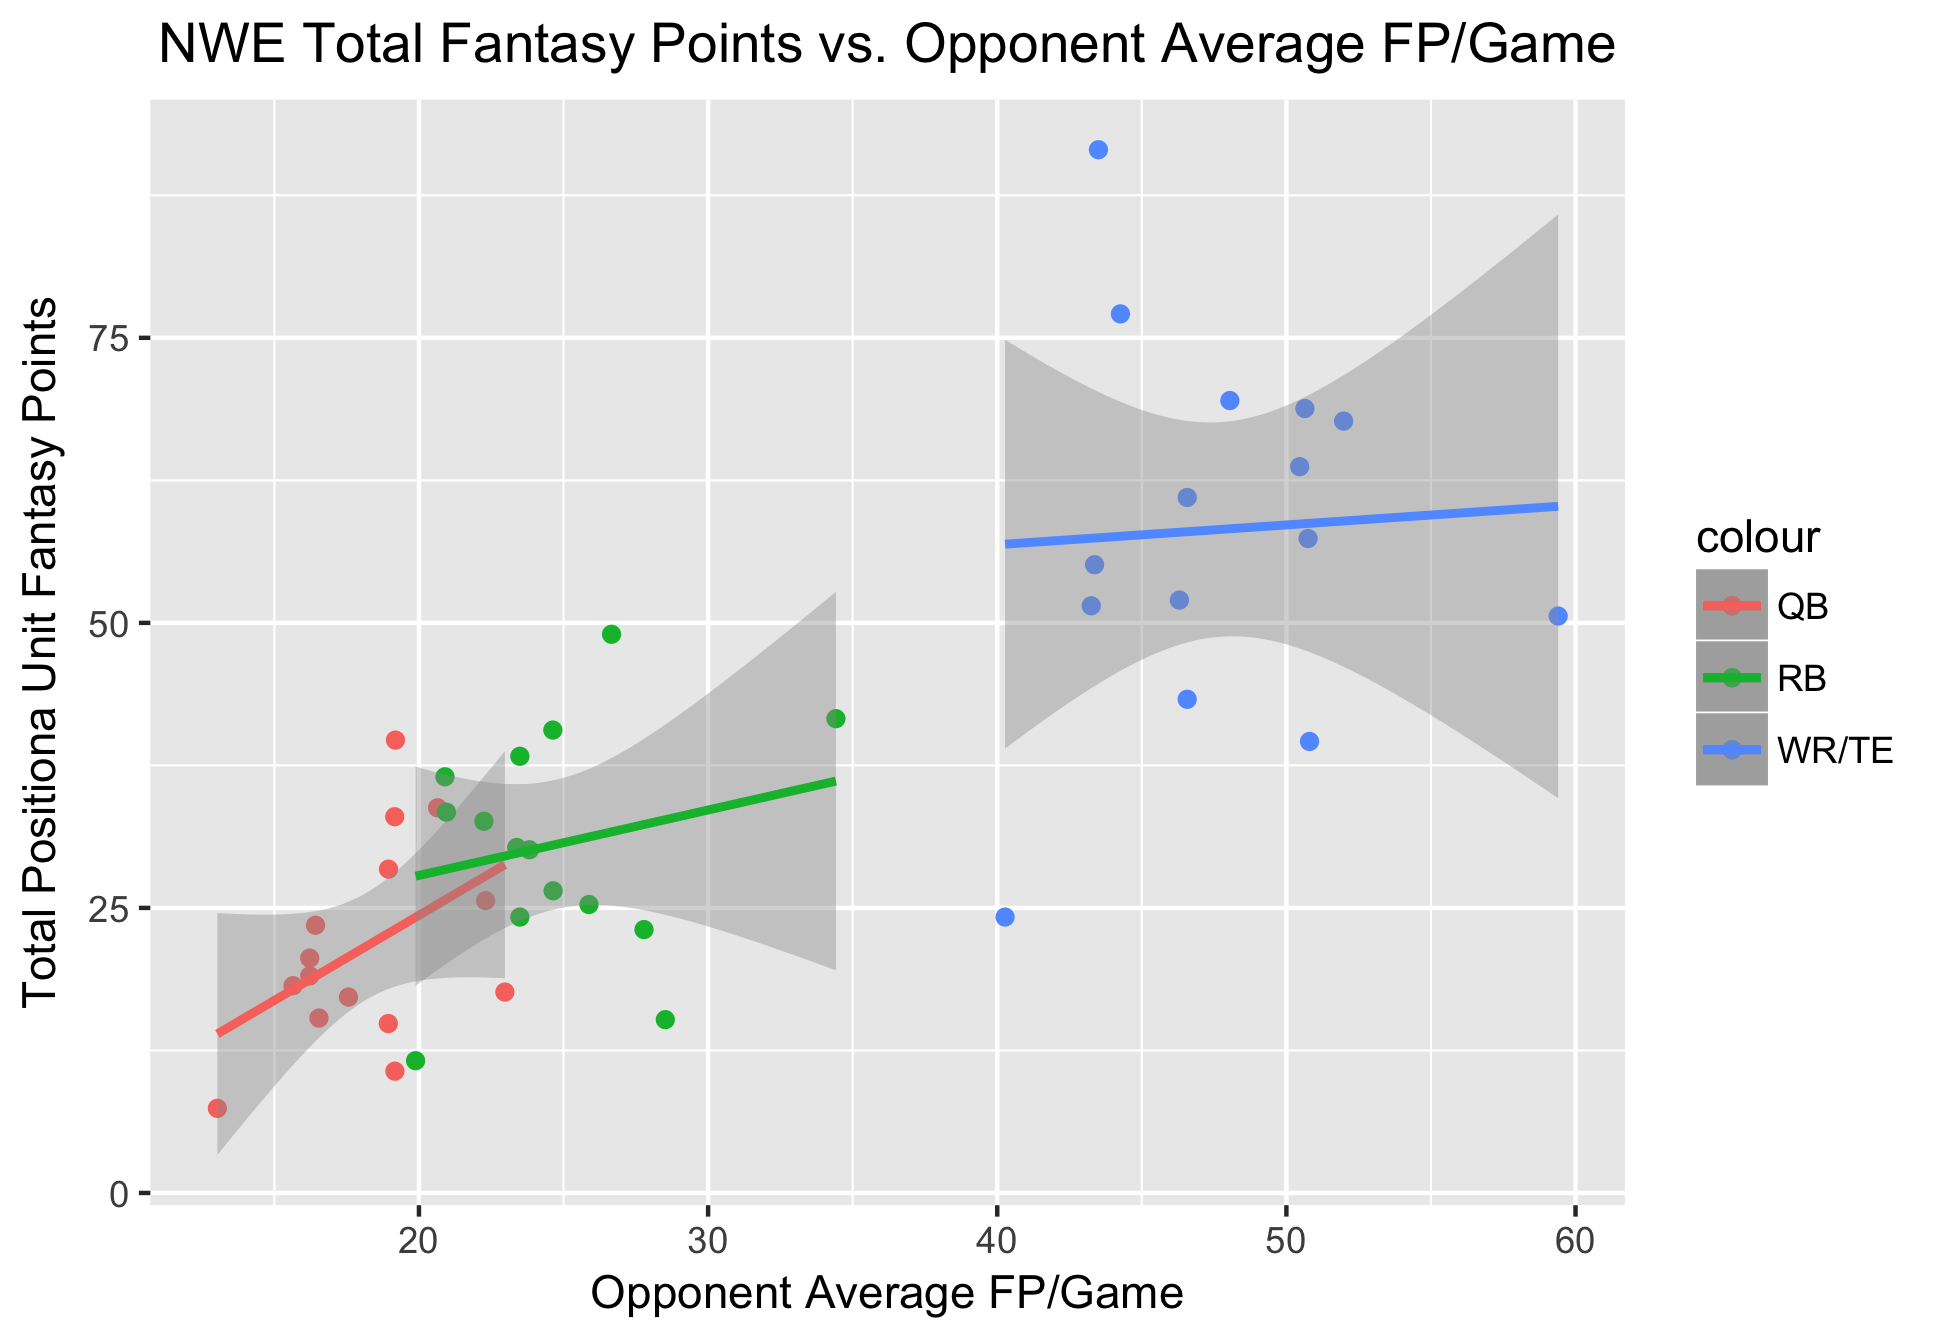 NWE Total Fantasy Points vs. Opponent Average FP/Game
Total Positiona Unit Fantasy Points
75
50
25
0
20 30 40 50 60
Opponent Average FP/Game
colour
QB
RB
WR/TE